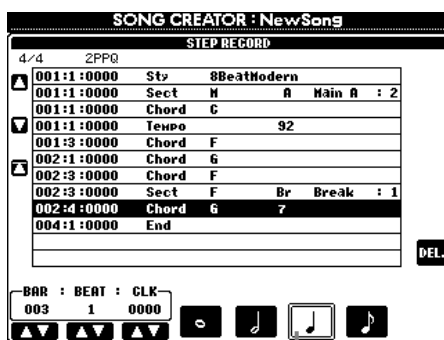 SONG CREATOR : NewSong
STEP RECORD
4/4 2PPQ
001:1:0000 Sty 8BeatModern
001:1:0000 Sect M A Main A : 2
001:1:0000 Chord C
001:1:0000 Tempo 92
001:3:0000 Chord F
002:1:0000 Chord G
002:3:0000 Chord F
002:3:0000 Sect F Br Break : 1
002:4:0000 Chord G 7
004:1:0000 End
DEL.
BAR : BEAT : CLK
003 1 0000